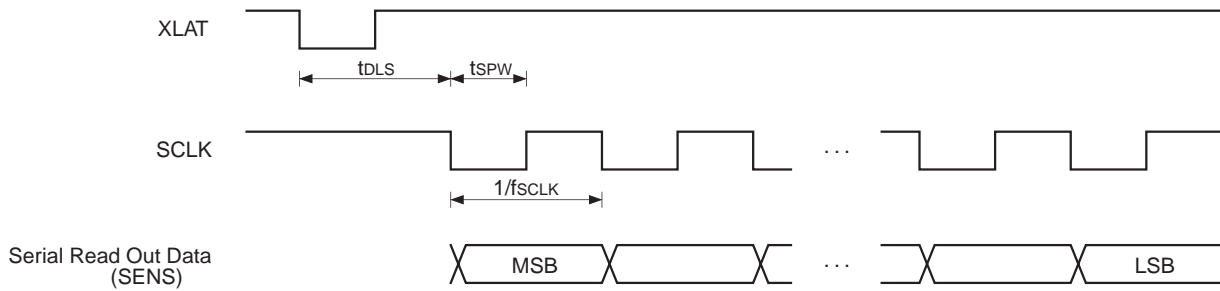 XLAT
tDLS tSPW
SCLK
...
1/fSCLK
Serial Read Out Data
(SENS)
MSB
...
LSB